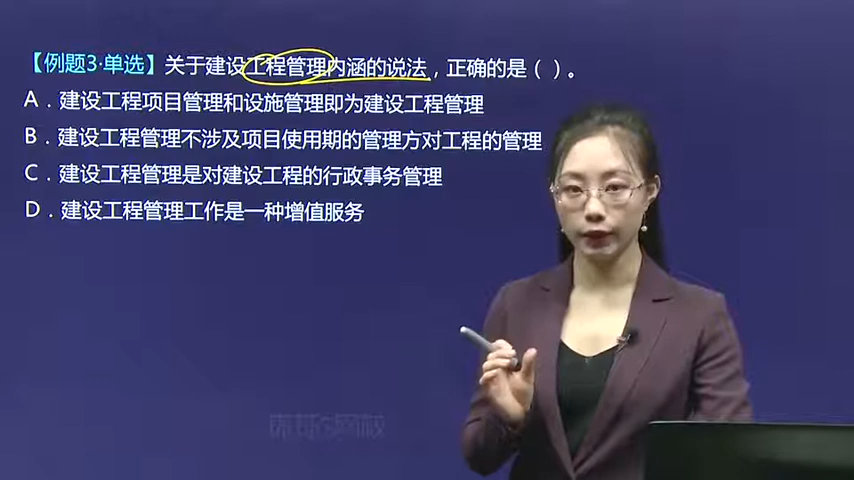 【例题3·单选】关于建设工程管理内涵的说法，正确的是（ ）。
A．建设工程项目管理和设施管理即为建设工程管理
B．建设工程管理不涉及项目使用期的管理方对工程的管理
C．建设工程管理是对建设工程的行政事务管理
D．建设工程管理工作是一种增值服务